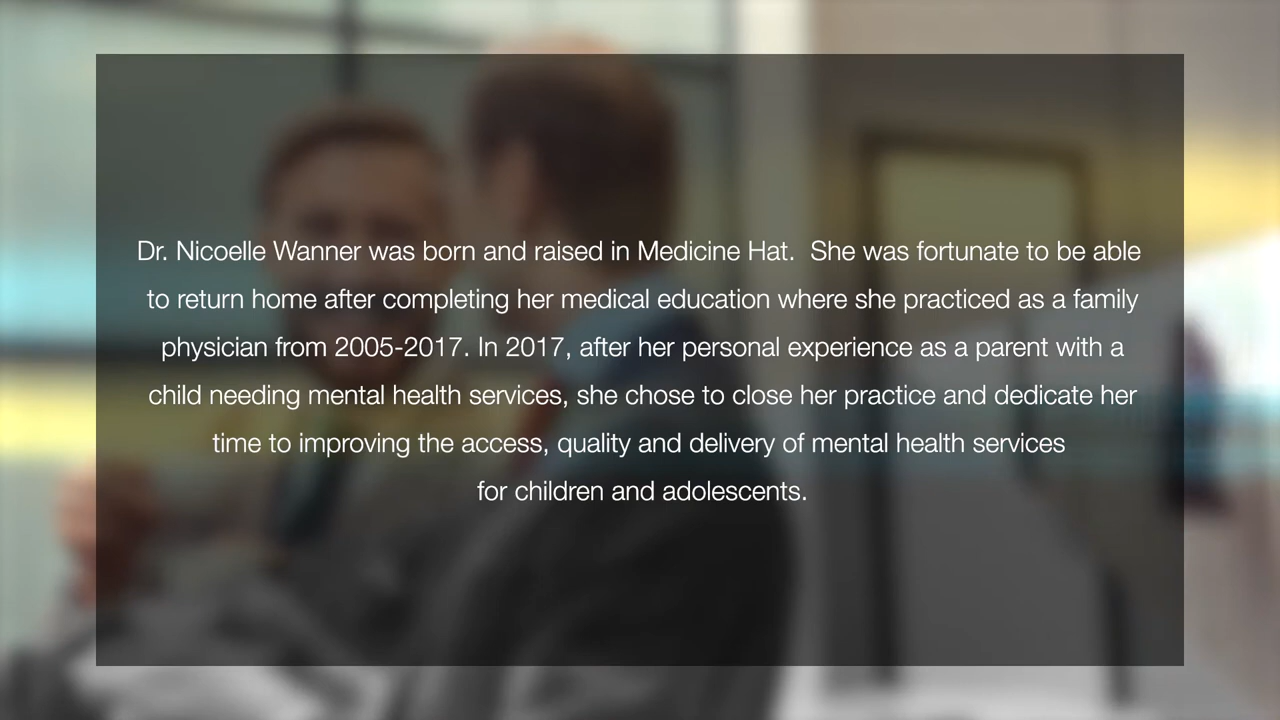 Dr. Nicoelle Wanner was born and raised in Medicine Hat.  She was fortunate to be able
to return home after completing her medical education where she practiced as a family
physician from 2005-2017. In 2017, after her personal experience as a parent with a
child needing mental health services, she chose to close her practice and dedicate her
time to improving the access, quality and delivery of mental health services
for children and adolescents.